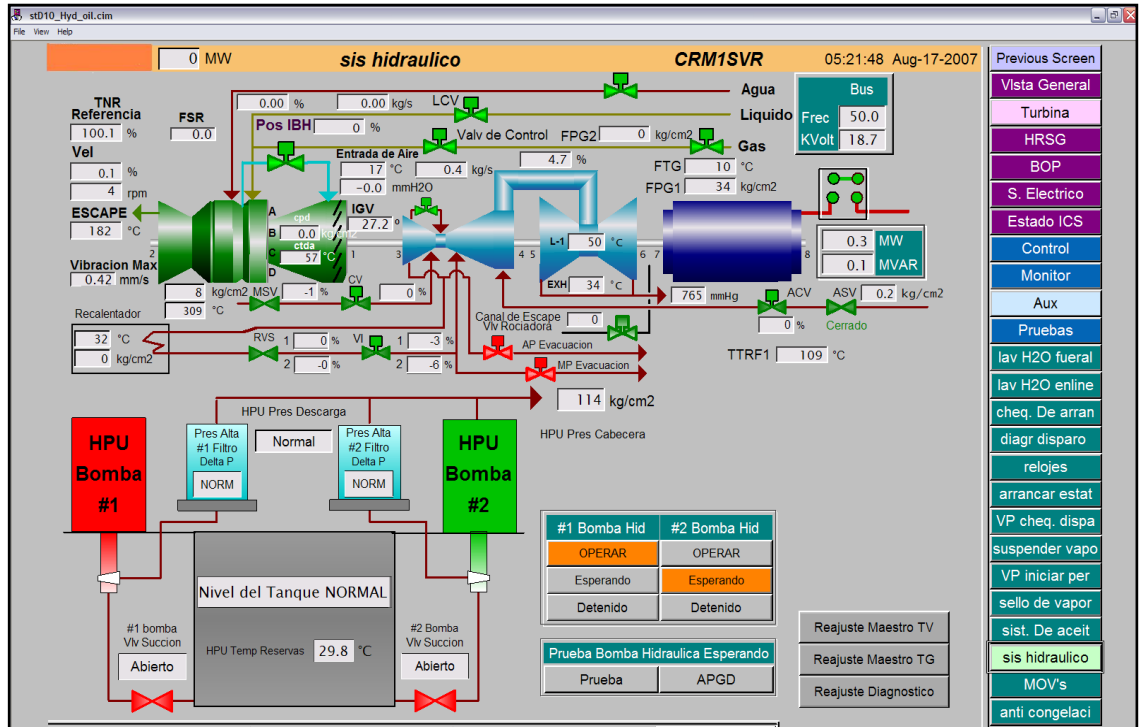 stD10_Hyd_oil.cim
File View Help
0 MW
sis hidraulico
CRM1SVR
05:21:48 Aug-17-2007
TNR
Referencia
100.1 %
Vel
0.1 %
4 rpm
ESCAPE
182 °C
Vibracion Max
0.42 mm/s
FSR
0.0
0.00 %
0.00 kg/s
LCV
Pos IBH
0 %
Valv de Control
FPG2
0 kg/cm2
Agua
Liquido
Gas
FTG
10 °C
FPG1
34 kg/cm2
Bus
Frec 50.0
KVolt 18.7
Entrada de Aire
17 °C
0.4 kg/s
-0.0 mmH2O
4.7 %
IGV
27.2 °
A
B
C
D
cpd
0.0 kg/cm2
ctda
57 °C
1
2
3
4 5
6 7
8
L-1 50 °C
EXH 34 °C
0.3 MW
0.1 MVAR
8 kg/cm2
309 °C
MSV
-1 %
CV
0 %
765 mmHg
ACV
0 %
ASV
0.2 kg/cm2
Cerrado
Canal de Escape
Vlv Rociadora
0
TTRF1 109 °C
Recalentador
32 °C
0 kg/cm2
RVS
1 0 %
2 -0 %
VI
1 -3 %
2 -6 %
AP Evacuacion
MP Evacuacion
114 kg/cm2
HPU Pres Cabecera
HPU Pres Descarga
Normal
HPU
Bomba
#1
Pres Alta
#1 Filtro
Delta P
NORM
Pres Alta
#2 Filtro
Delta P
NORM
HPU
Bomba
#2
Nivel del Tanque NORMAL
HPU Temp Reservas 29.8 °C
#1 bomba
Vlv Succion
Abierto
#2 Bomba
Vlv Succion
Abierto
#1 Bomba Hid
#2 Bomba Hid
OPERAR
OPERAR
Esperando
Esperando
Detenido
Detenido
Prueba Bomba Hidraulica Esperando
Prueba
APGD
Reajuste Maestro TV
Reajuste Maestro TG
Reajuste Diagnostico
Previous Screen
VIsta General
Turbina
HRSG
BOP
S. Electrico
Estado ICS
Control
Monitor
Aux
Pruebas
lav H2O fueral
lav H2O enline
cheq. De arran
diagr disparo
relojes
arrancar estat
VP cheq. dispa
suspender vapo
VP iniciar per
sello de vapor
sist. De aceit
sis hidraulico
MOV's
anti congelaci